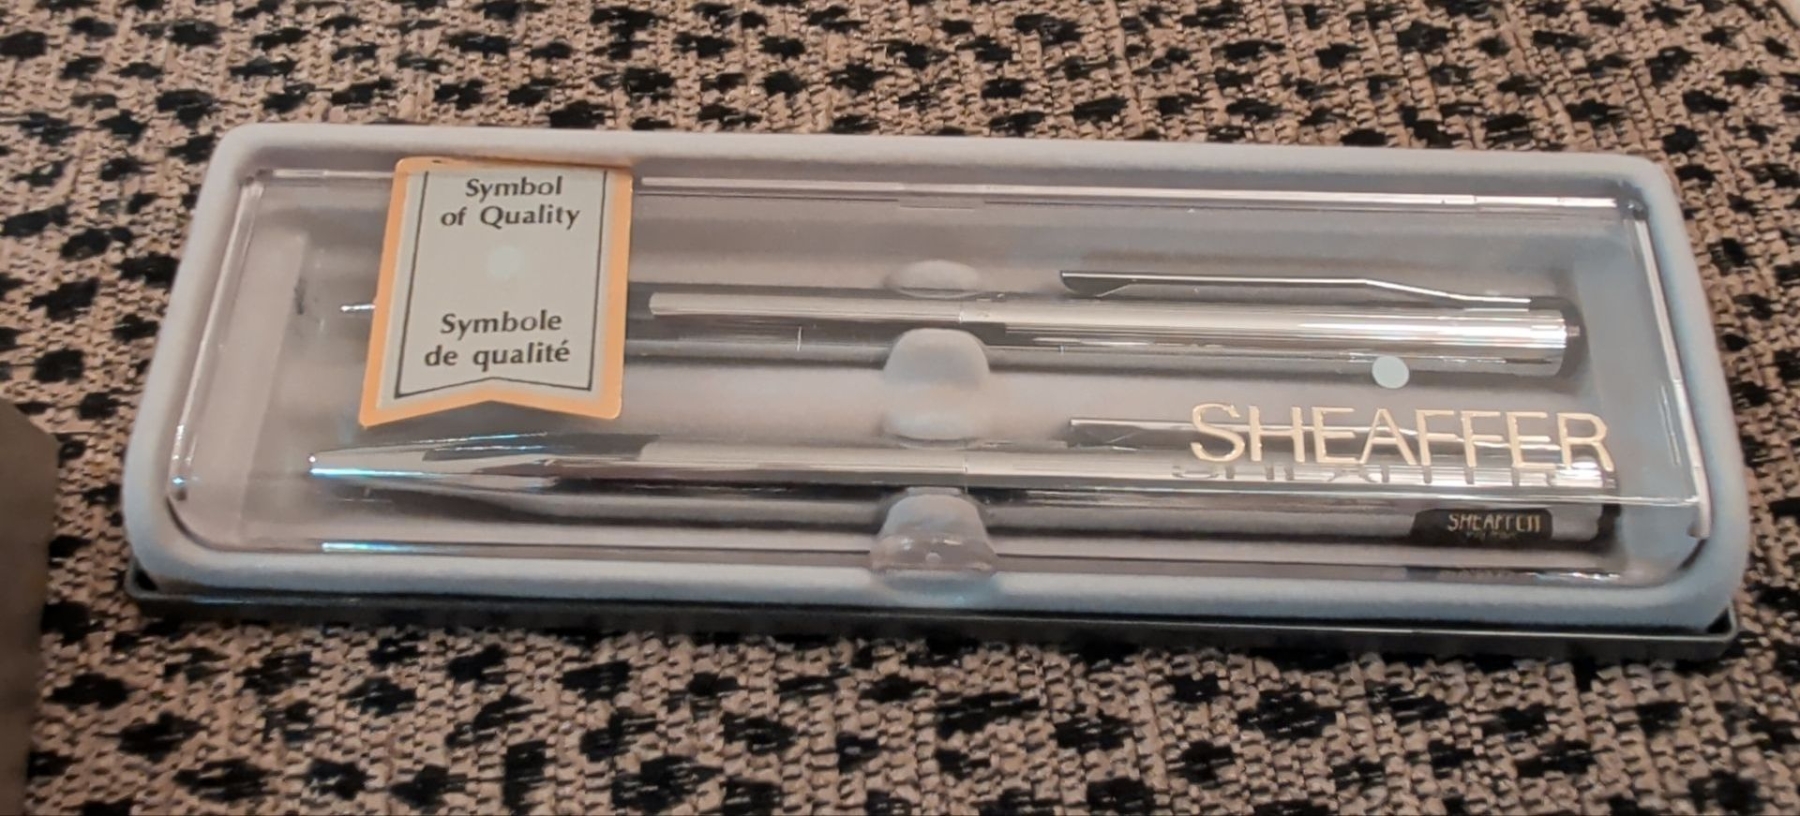 Symbol
of Quality
Symbole
de qualité
SHEAFFER
SHEAFFER